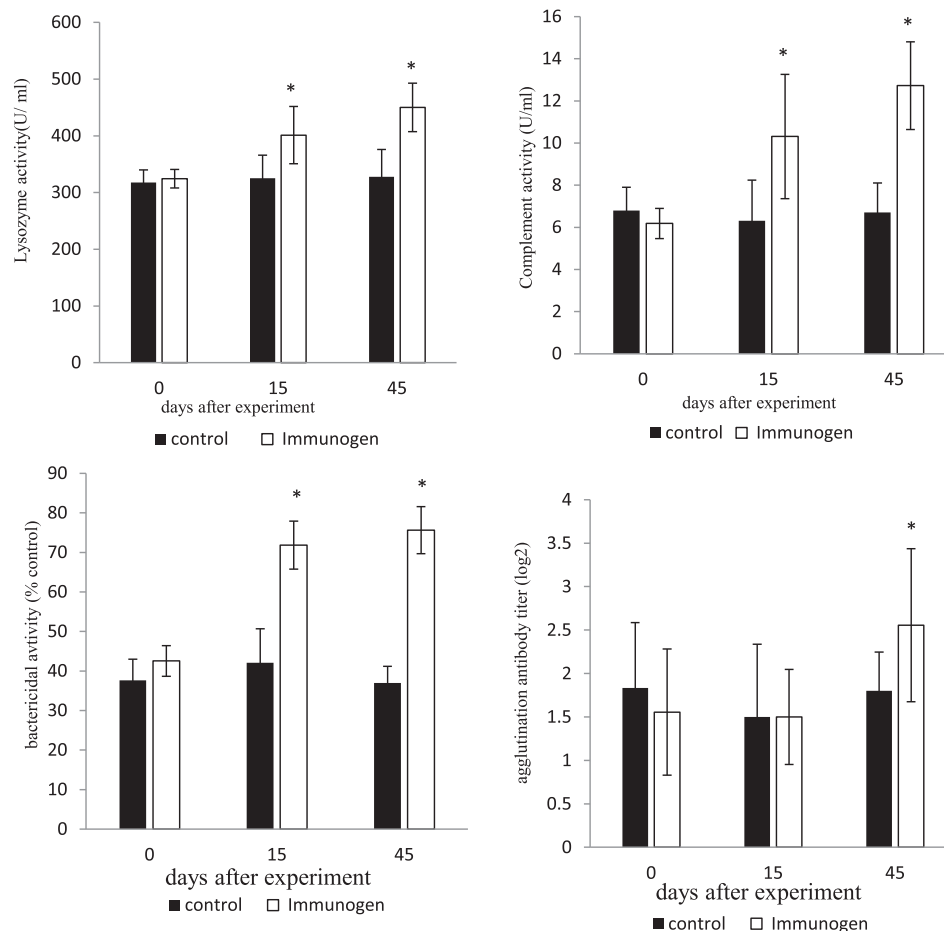 Lysozyme activity(U/ ml)
600
500
400
300
200
100
0
*
*
0 15 45
days after experiment
control Immunogen
Complement activity (U/ml)
16
14
12
10
8
6
4
2
0
*
*
0 15 45
days after experiment
control Immunogen
bactericidal avtivity (% control)
90
80
70
60
50
40
30
20
10
0
*
*
0 15 45
days after experiment
control Immunogen
agglutination antibody titer (log2)
4
3.5
3
2.5
2
1.5
1
0.5
0
*
0 15 45
days after experiment
control Immunogen